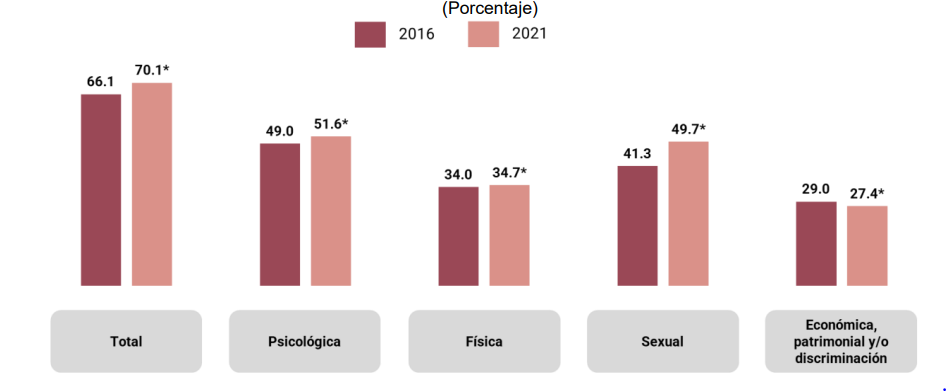 (Porcentaje)
2016 2021
66.1 70.1*
49.0 51.6*
34.0 34.7*
41.3 49.7*
29.0 27.4*
Total
Psicológica
Física
Sexual
Económica,
patrimonial y/o
discriminación